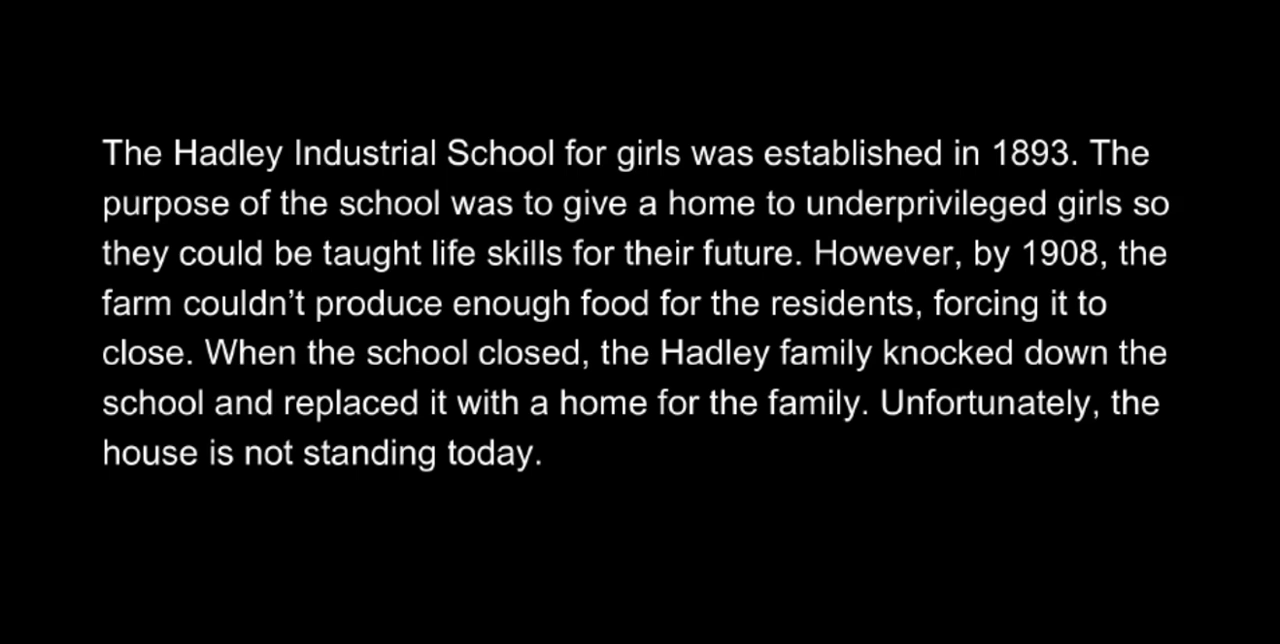 The Hadley Industrial School for girls was established in 1893. The
purpose of the school was to give a home to underprivileged girls so
they could be taught life skills for their future. However, by 1908, the
farm couldn’t produce enough food for the residents, forcing it to
close. When the school closed, the Hadley family knocked down the
school and replaced it with a home for the family. Unfortunately, the
house is not standing today.